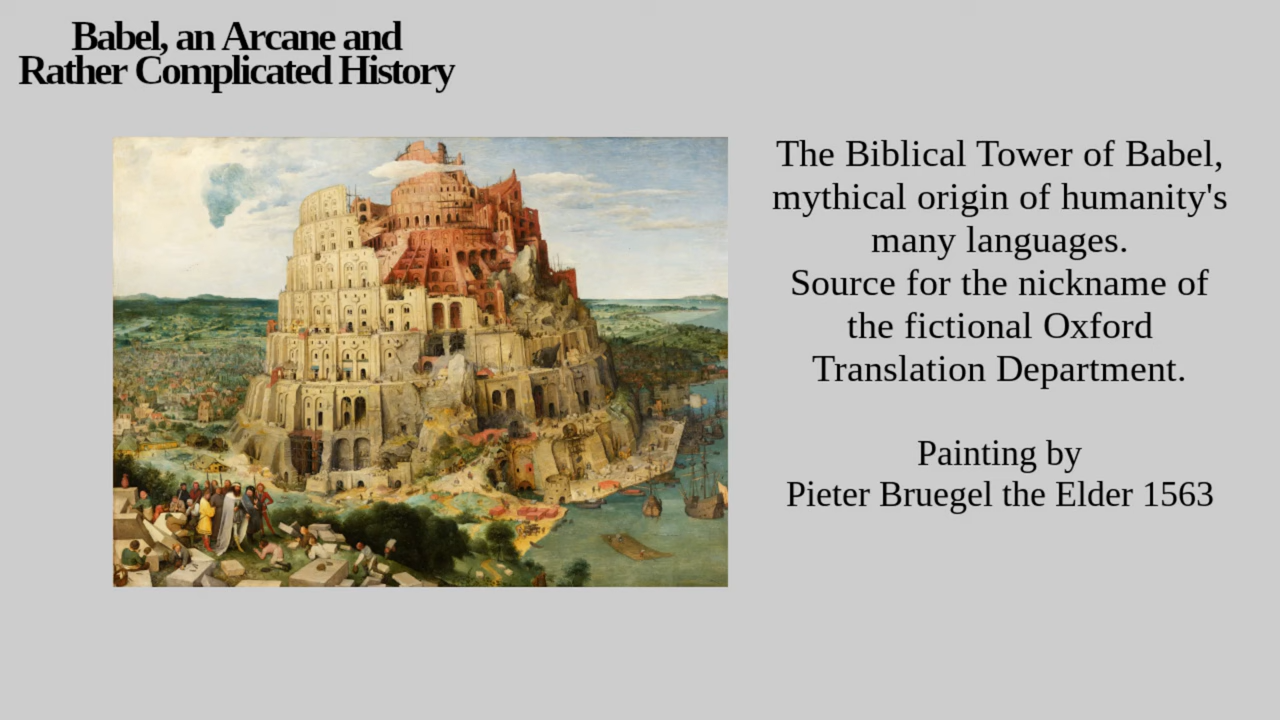 Babel, an Arcane and
Rather Complicated History
The Biblical Tower of Babel,
mythical origin of humanity's
many languages.
Source for the nickname of
the fictional Oxford
Translation Department.
Painting by
Pieter Bruegel the Elder 1563